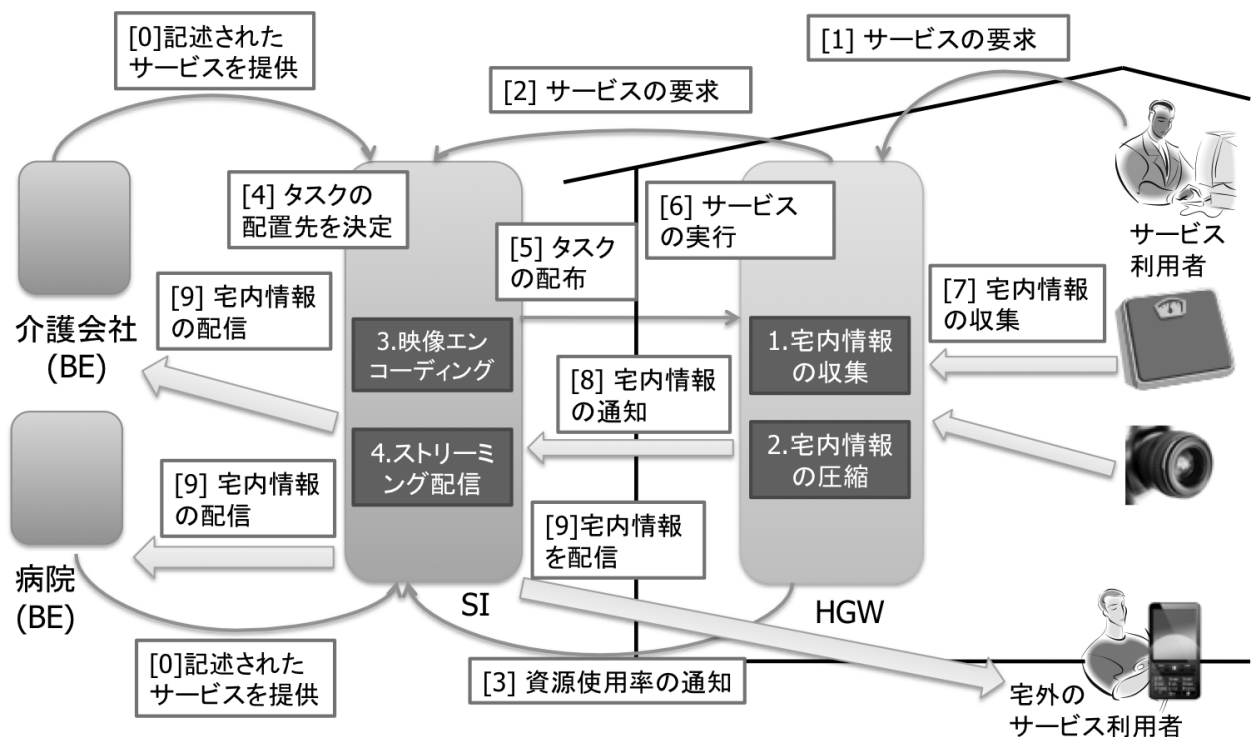 [0]記述された
サービスを提供
[1] サービスの要求
[2] サービスの要求
[4] タスクの
配置先を決定
[6] サービス
の実行
[5] タスク
の配布
サービス
利用者
[9] 宅内情報
の配信
[7] 宅内情報
の収集
介護会社
(BE)
3.映像エン
コーディング
1.宅内情報
の収集
[8] 宅内情報
の通知
4.ストリーミ
ング配信
2.宅内情報
の圧縮
[9] 宅内情報
の配信
[9]宅内情報
を配信
病院
(BE)
SI
HGW
[0]記述された
サービスを提供
[3] 資源使用率の通知
宅外の
サービス利用者